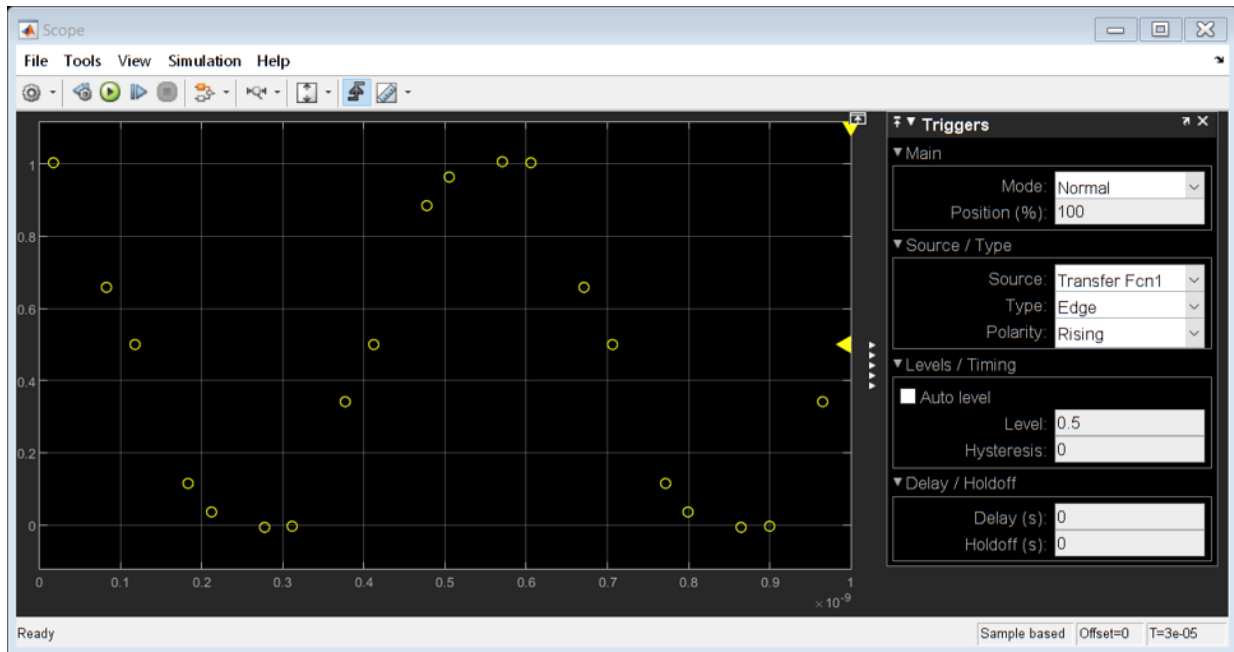 Scope
File Tools View Simulation Help
Triggers
Main
Mode: Normal
Position (%): 100
Source / Type
Source: Transfer Fcn1
Type: Edge
Polarity: Rising
Levels / Timing
Auto level
Level: 0.5
Hysteresis: 0
Delay / Holdoff
Delay (s): 0
Holdoff (s): 0
1
0.8
0.6
0.4
0.2
0
0 0.1 0.2 0.3 0.4 0.5 0.6 0.7 0.8 0.9 1
× 10-9
Ready Sample based Offset=0 T=3e-05